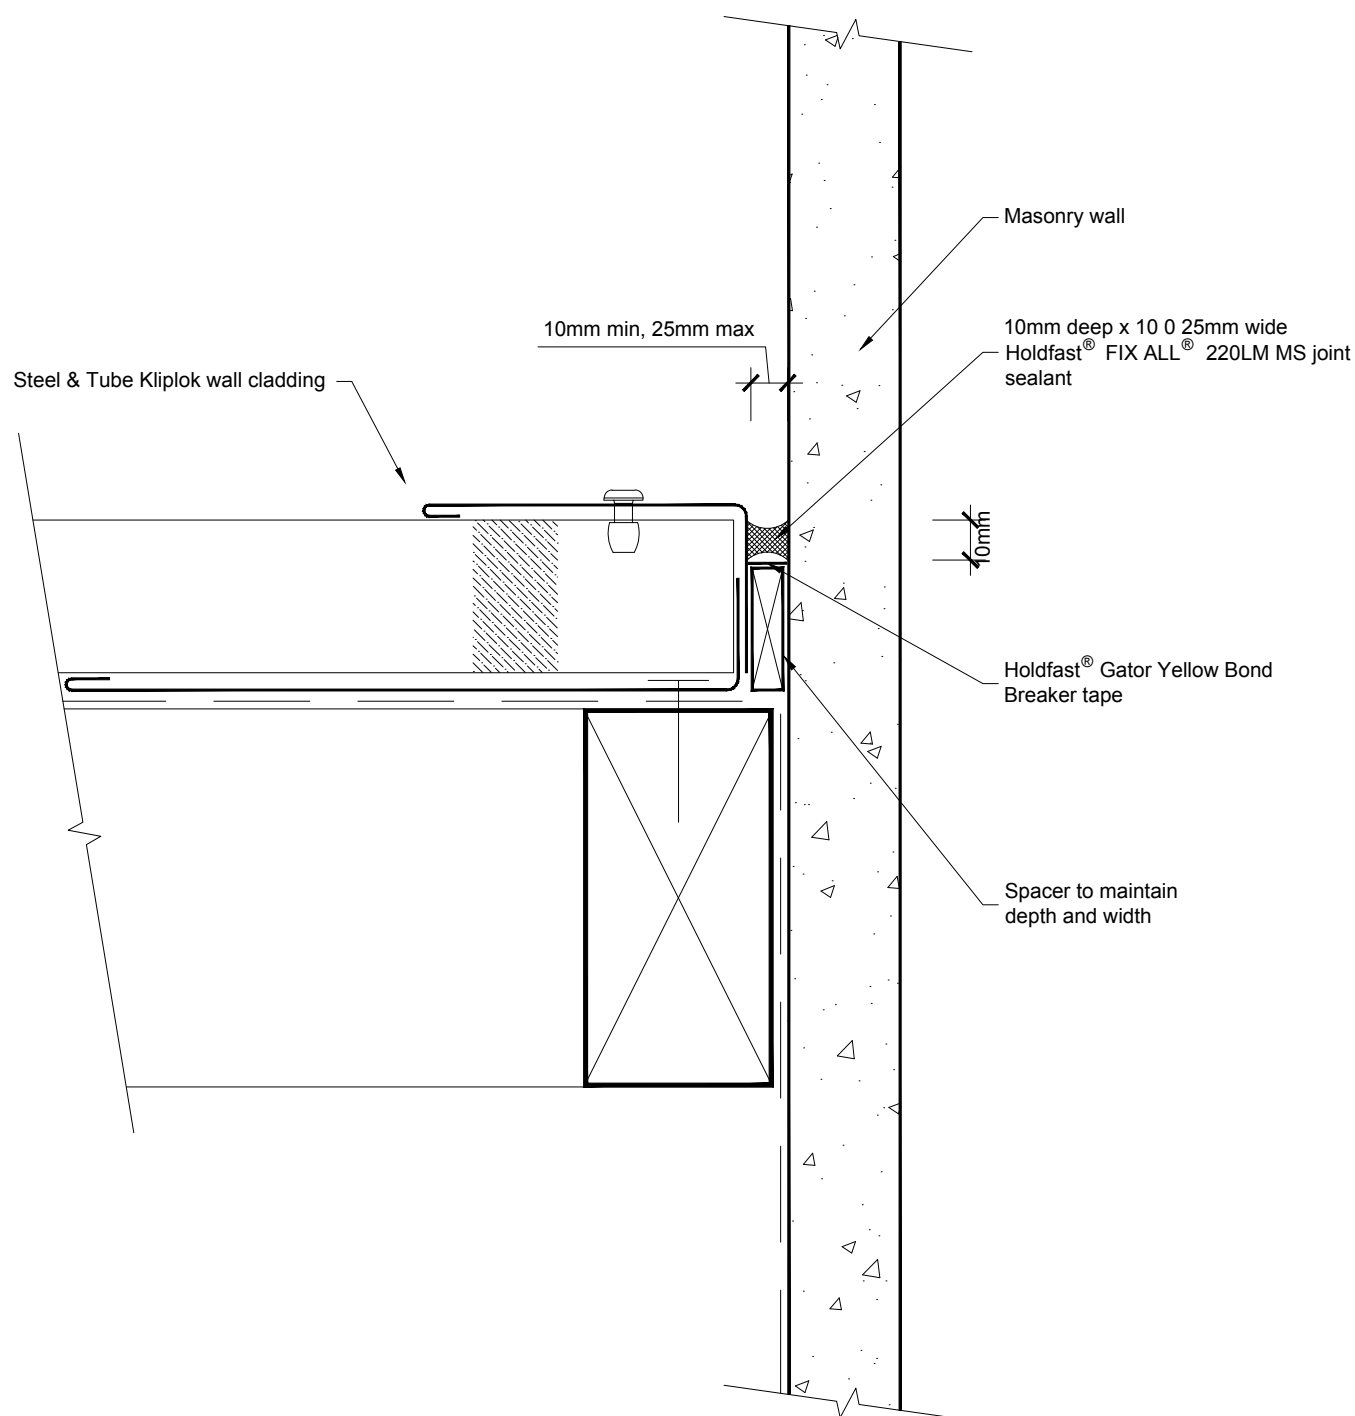 Masonry wall
10mm min, 25mm max
10mm deep x 10 0 25mm wide
Holdfast® FIX ALL® 220LM MS joint
sealant
Steel & Tube Kliplok wall cladding
10mm
Holdfast® Gator Yellow Bond
Breaker tape
Spacer to maintain
depth and width